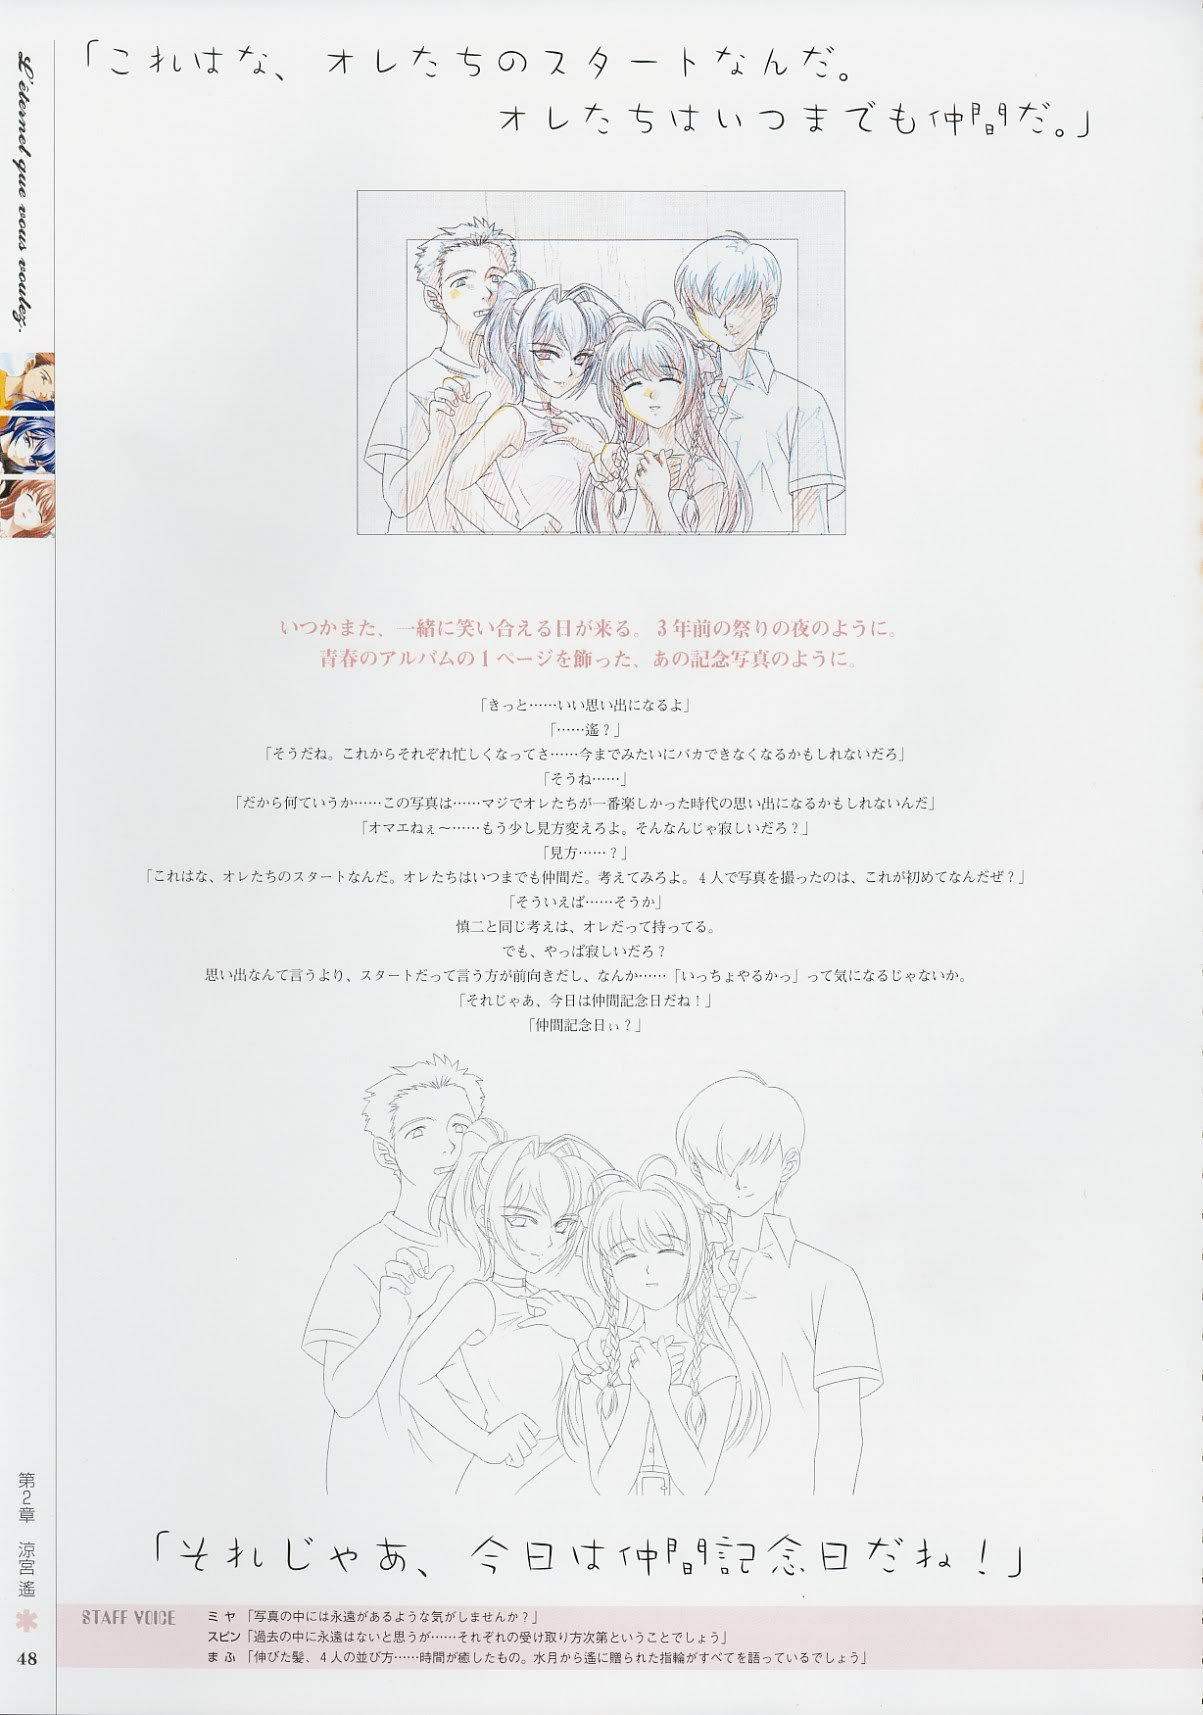 「これはな、オレたちのスタートなんだ。
オレたちはいつまでも仲間だ。」
L'éternel que vous voulez.
いつかまた、一緒に笑い合える日が来る。3年前の祭りの夜のように。
青春のアルバムの1ページを飾った、あの記念写真のように。
「きっと……いい思い出になるよ」
「……遙？」
「そうだね。これからそれぞれ忙しくなってさ……今までみたいにバカできなくなるかもしれないだろ」
「そうね……」
「だから何ていうか……この写真は……マジでオレたちが一番楽しかった時代の思い出になるかもしれないんだ」
「オマエねぇ～……もう少し見方変えろよ。そんなんじゃ寂しいだろ？」
「見方……？」
「これはな、オレたちのスタートなんだ。オレたちはいつまでも仲間だ。考えてみろよ。4人で写真を撮ったのは、これが初めてなんだぜ？」
「そういえば……そうか」
慎二と同じ考えは、オレだって持ってる。
でも、やっぱ寂しいだろ？
思い出なんて言うより、スタートだって言う方が前向きだし、なんか……「いっちょやるかっ」って気になるじゃないか。
「それじゃあ、今日は仲間記念日だね！」
「仲間記念日ぃ？」
「それじゃあ、今日は仲間記念日だね！」
第2章 涼宮 遙
48
STAFF VOICE
ミヤ「写真の中には永遠があるような気がしませんか？」
スピン「過去の中に永遠はないと思うが……それぞれの受け取り方次第ということでしょう」
まふ「伸びた髪、4人の並び方……時間が癒したもの。水月から遙に贈られた指輪がすべてを語っているでしょう」